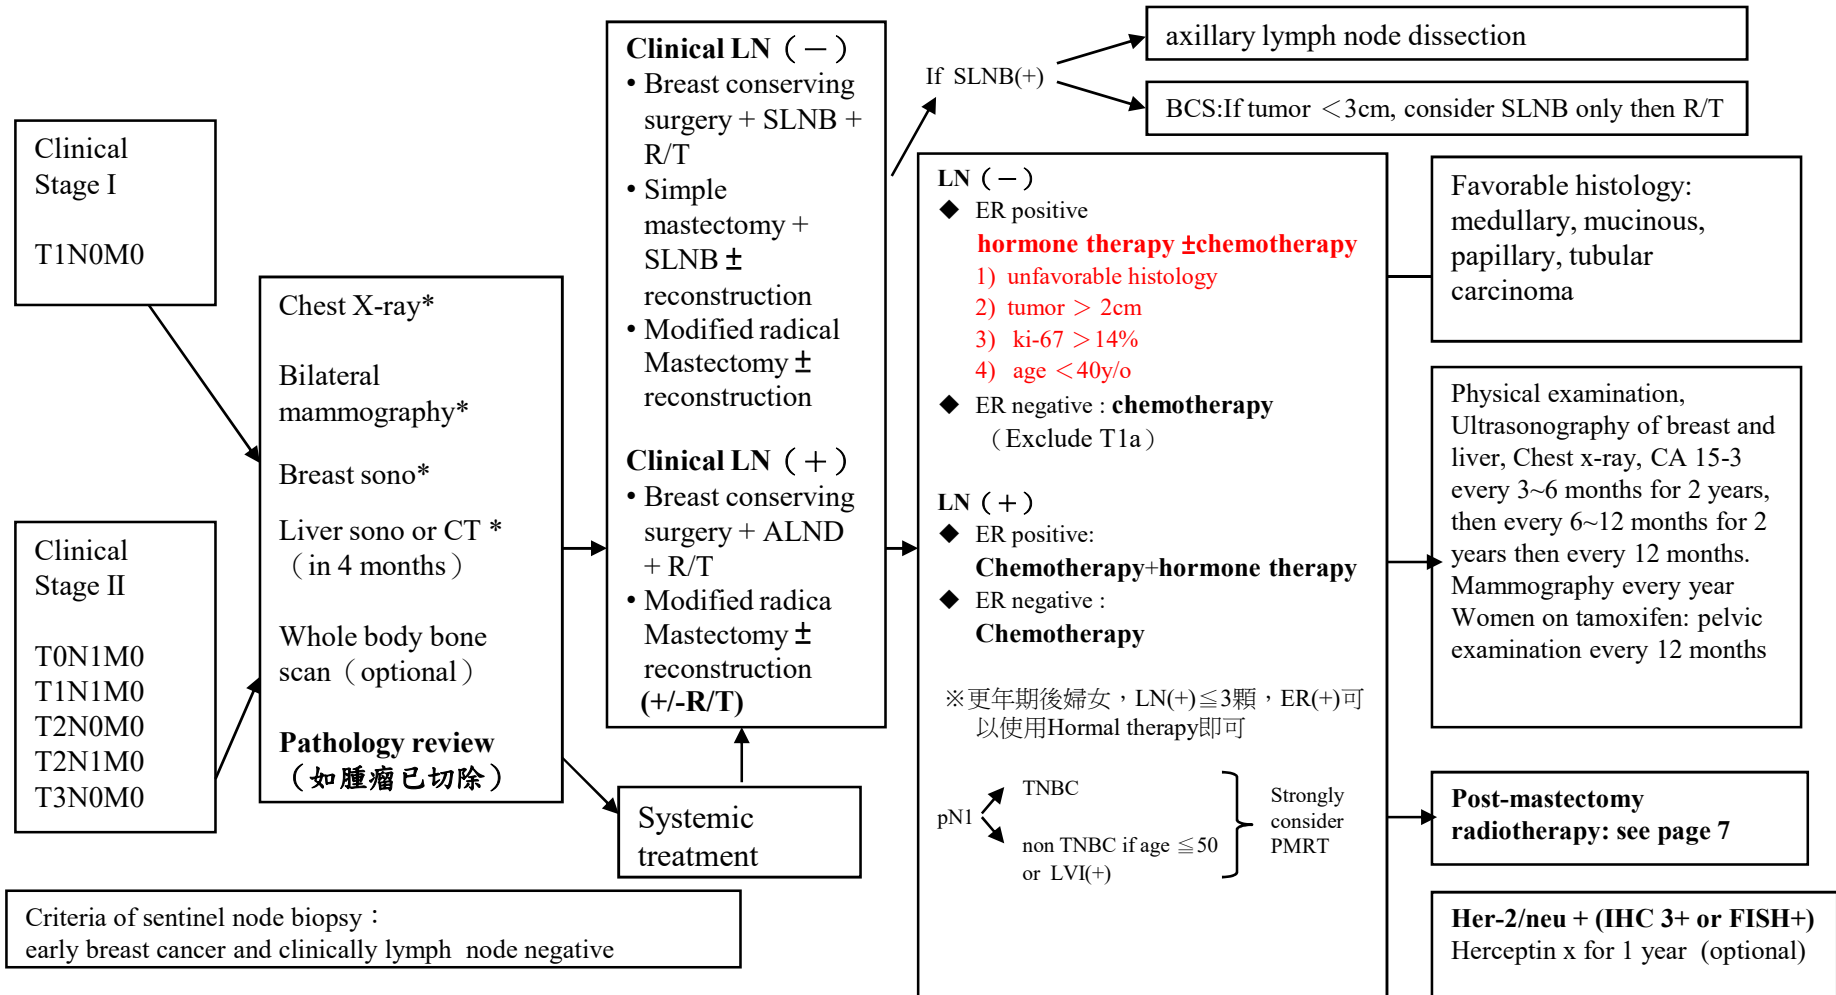 Clinical
Stage I
T1N0M0
Clinical
Stage II
T0N1M0
T1N1M0
T2N0M0
T2N1M0
T3N0M0
Chest X-ray*
Bilateral
mammography*
Breast sono*
Liver sono or CT *
（in 4 months）
Whole body bone
scan（optional）
Pathology review
（如腫瘤已切除）
Clinical LN（－）
• Breast conserving
surgery + SLNB +
R/T
• Simple
mastectomy +
SLNB ±
reconstruction
• Modified radical
Mastectomy ±
reconstruction
Clinical LN（＋）
• Breast conserving
surgery + ALND
+ R/T
• Modified radica
Mastectomy ±
reconstruction
(+/-R/T)
Systemic
treatment
Criteria of sentinel node biopsy：
early breast cancer and clinically lymph node negative
If SLNB(+)
axillary lymph node dissection
BCS:If tumor ＜3cm, consider SLNB only then R/T
LN（－）
◆ ER positive
hormone therapy ±chemotherapy
1) unfavorable histology
2) tumor＞2cm
3) ki-67＞14%
4) age＜40y/o
◆ ER negative : chemotherapy
（Exclude T1a）
LN（＋）
◆ ER positive:
Chemotherapy+hormone therapy
◆ ER negative :
Chemotherapy
※更年期後婦女，LN(+)≦3顆，ER(+)可
以使用Hormal therapy即可
pN1
TNBC
non TNBC if age ≦50
or LVI(+)
Strongly
consider
PMRT
Favorable histology:
medullary, mucinous,
papillary, tubular
carcinoma
Physical examination,
Ultrasonography of breast and
liver, Chest x-ray, CA 15-3
every 3~6 months for 2 years,
then every 6~12 months for 2
years then every 12 months.
Mammography every year
Women on tamoxifen: pelvic
examination every 12 months
Post-mastectomy
radiotherapy: see page 7
Her-2/neu + (IHC 3+ or FISH+)
Herceptin x for 1 year (optional)